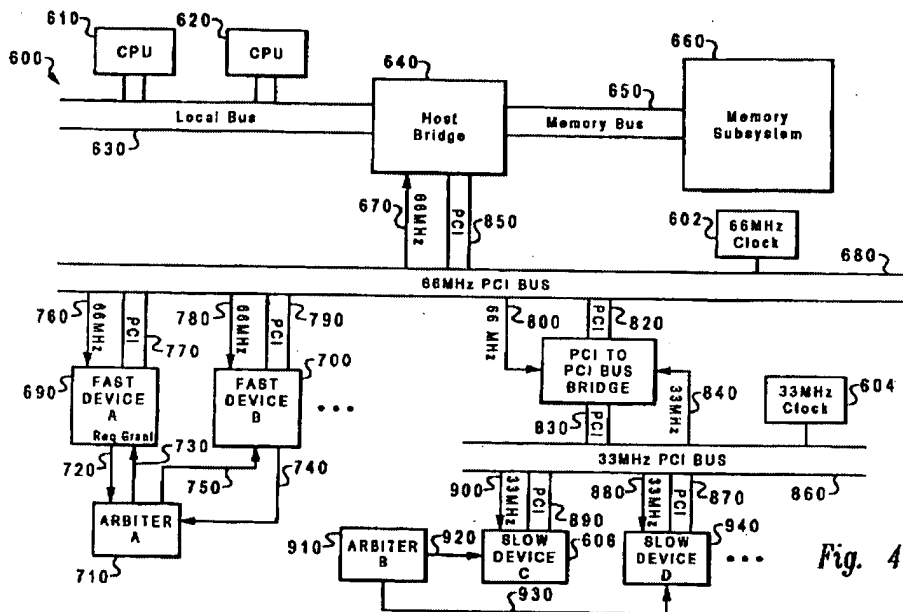 610
CPU
620
CPU
600
640
Host
Bridge
660
Memory
Subsystem
650
Memory Bus
Local Bus
630
670
66MHz
PCI
850
602
66MHz
Clock
680
66MHz PCI BUS
760
66MHz
PCI
770
780
66MHz
PCI
790
66 MHz
800
PCI
820
690
FAST
DEVICE
A
Req Grant
700
FAST
DEVICE
B
...
PCI TO
PCI BUS
BRIDGE
33MHz
840
604
33MHz
Clock
830
PCI
720
730
750
740
33MHz PCI BUS
860
ARBITER
A
710
900
33MHz
PCI
890
880
33MHz
PCI
870
910
ARBITER
B
920
SLOW
DEVICE
C
606
SLOW
DEVICE
D
940
...
930
Fig. 4